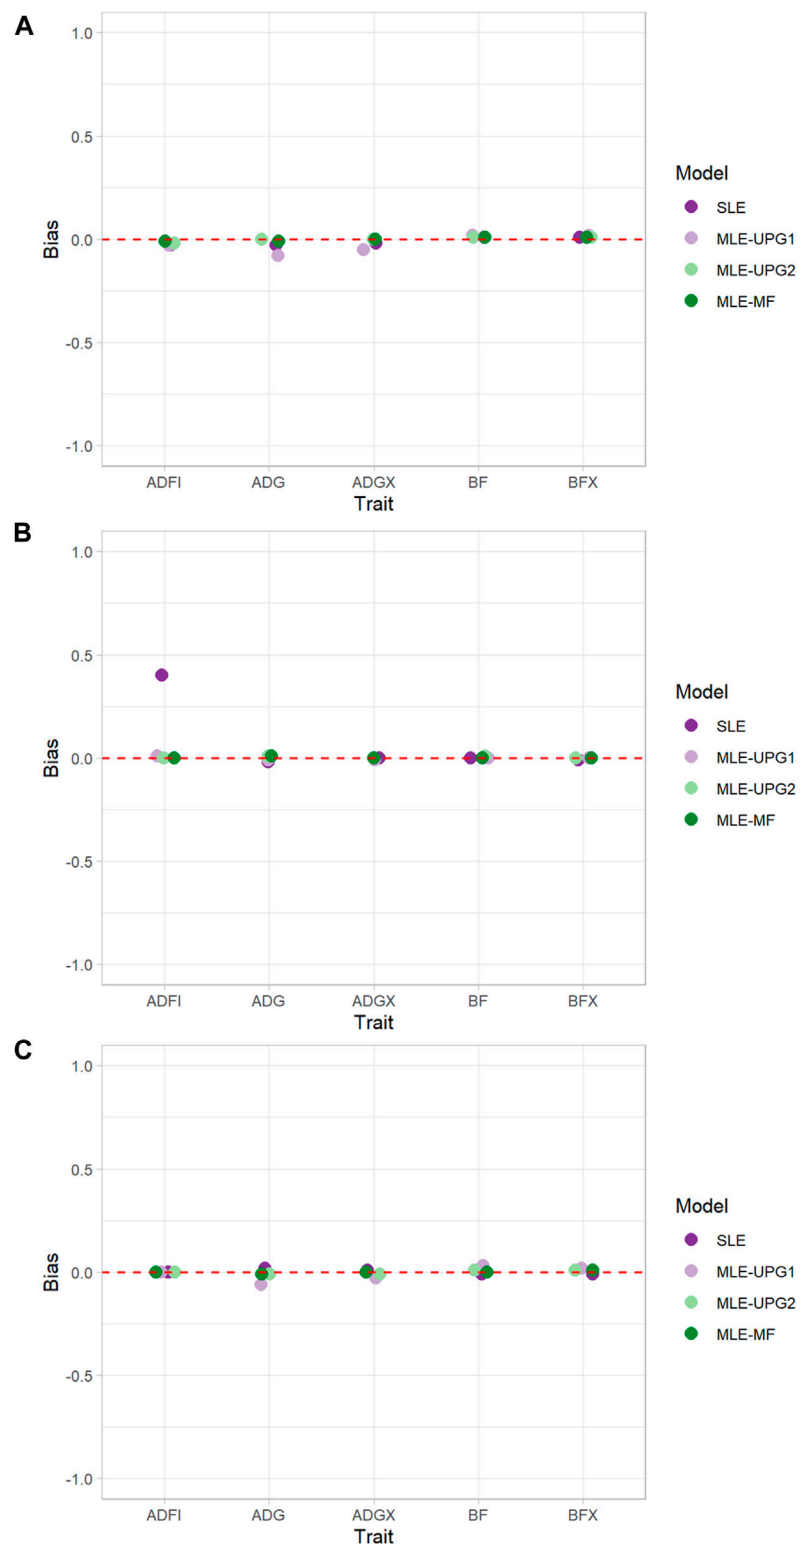 A
1.0
0.5
0.0
-0.5
-1.0
Bias
ADFI ADG ADGX BF BFX
Trait
Model
SLE
MLE-UPG1
MLE-UPG2
MLE-MF
B
1.0
0.5
0.0
-0.5
-1.0
Bias
ADFI ADG ADGX BF BFX
Trait
Model
SLE
MLE-UPG1
MLE-UPG2
MLE-MF
C
1.0
0.5
0.0
-0.5
-1.0
Bias
ADFI ADG ADGX BF BFX
Trait
Model
SLE
MLE-UPG1
MLE-UPG2
MLE-MF